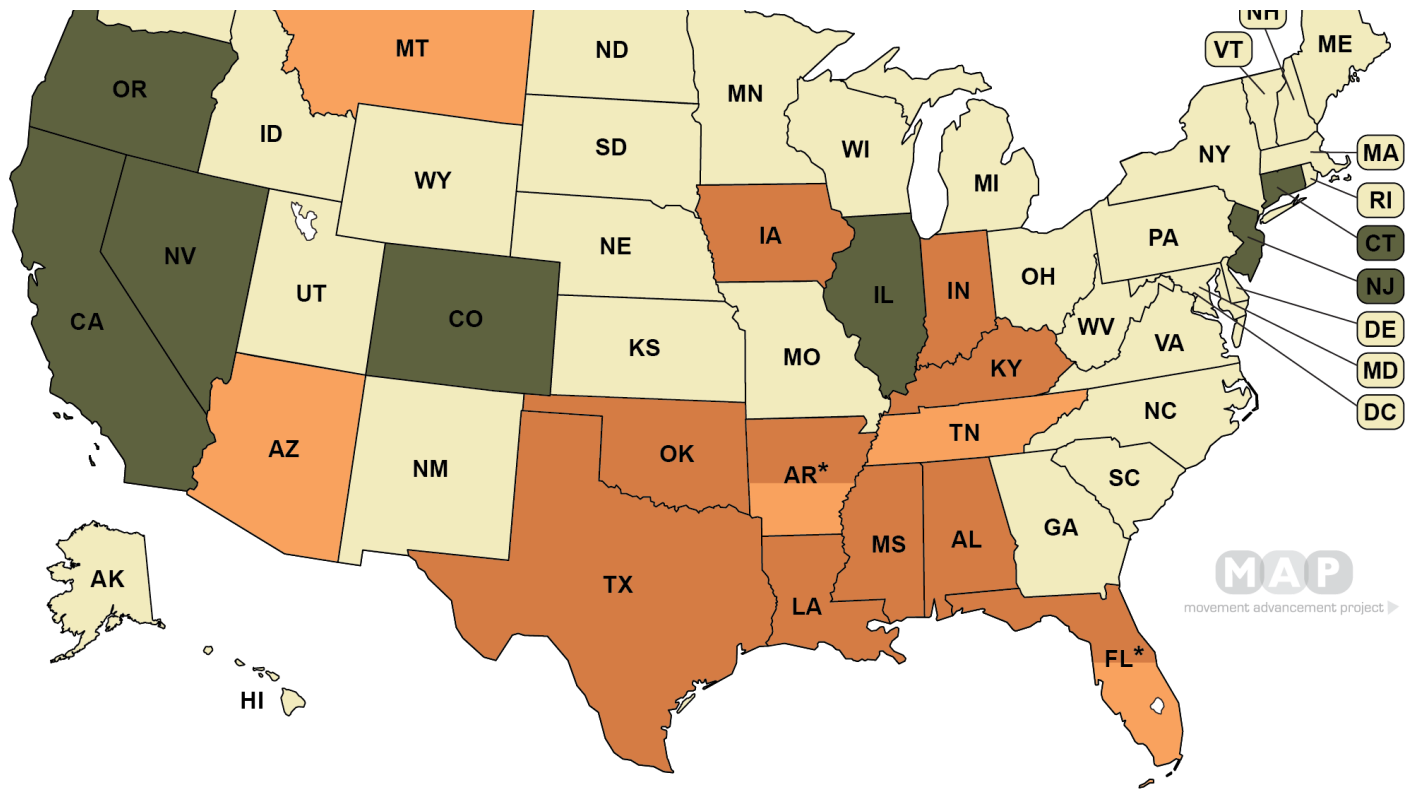 NH
MT
ND
VT
ME
OR
MN
ID
SD
WI
NY
MA
WY
MI
RI
IA
PA
CT
NV
NE
OH
NJ
UT
IL
IN
CA
CO
WV
DE
KS
VA
MO
KY
MD
NC
DC
AZ
TN
NM
OK
AR*
SC
GA
MS
AL
AK
TX
MAP
movement advancement project
LA
FL*
HI